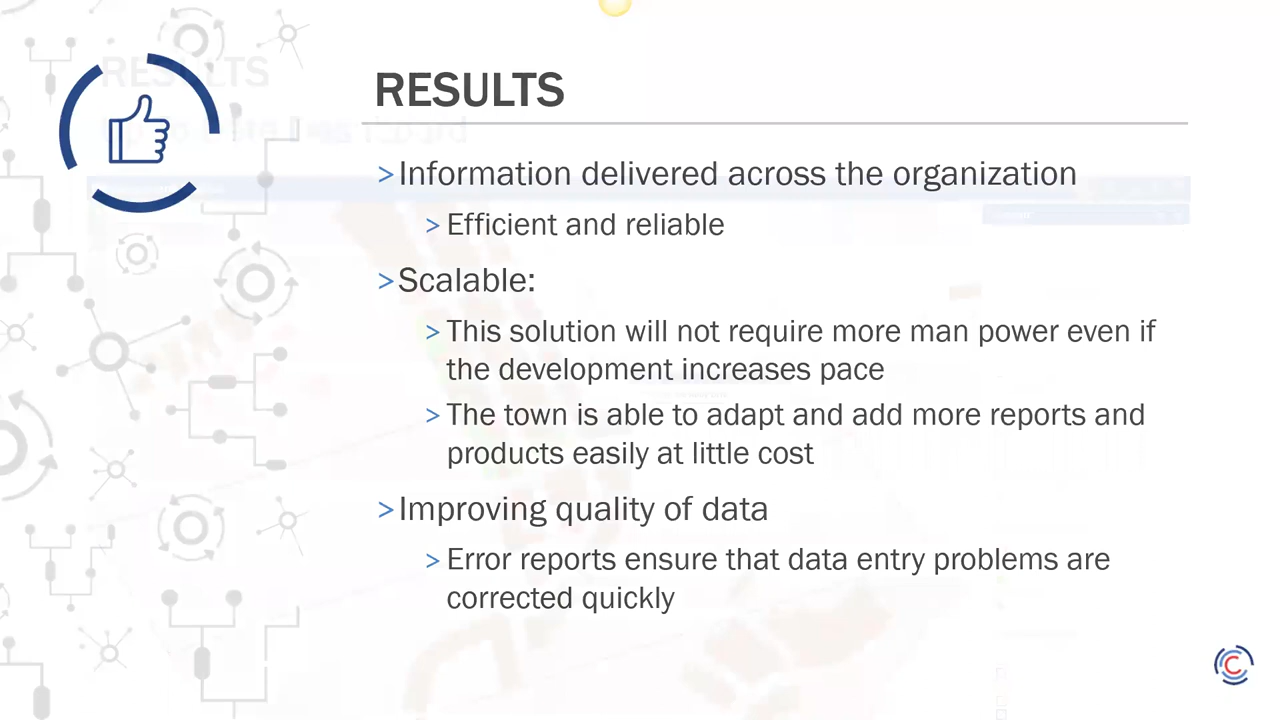 RESULTS
> Information delivered across the organization
> Efficient and reliable
> Scalable:
> This solution will not require more man power even if
the development increases pace
> The town is able to adapt and add more reports and
products easily at little cost
> Improving quality of data
> Error reports ensure that data entry problems are
corrected quickly
RESULTS
C